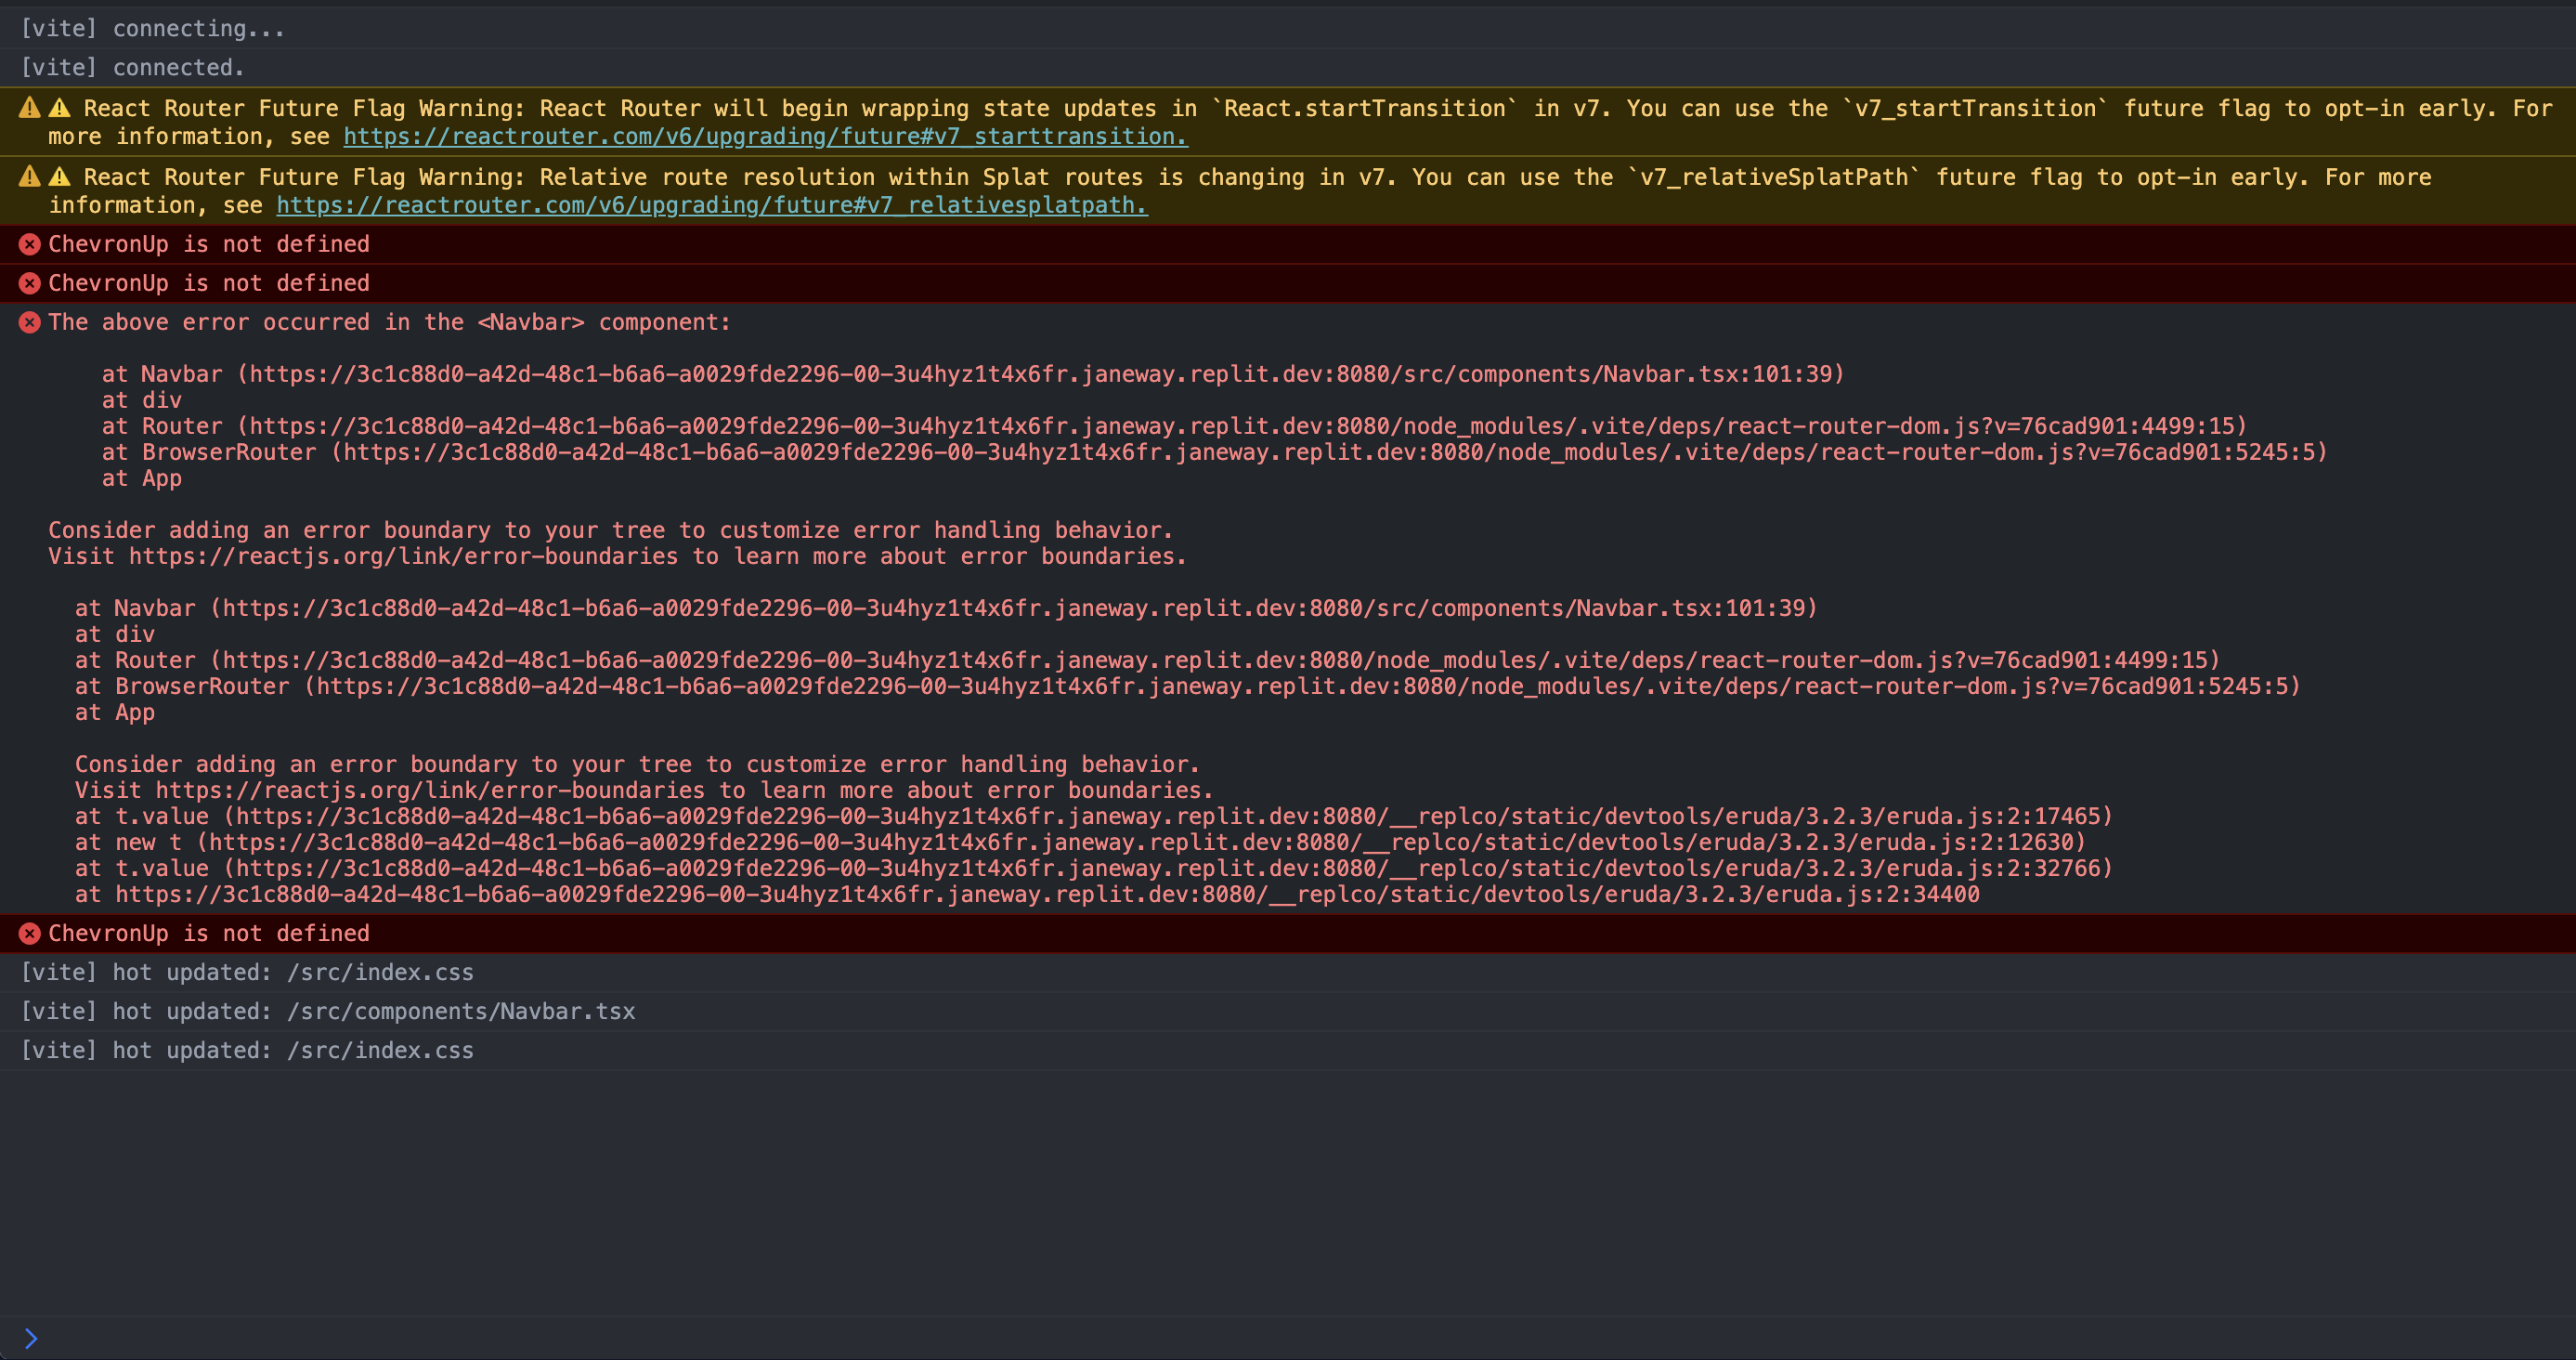 [vite] connecting...
[vite] connected.
⚠️ React Router Future Flag Warning: React Router will begin wrapping state updates in `React.startTransition` in v7. You can use the `v7_startTransition` future flag to opt-in early. For
more information, see https://reactrouter.com/v6/upgrading/future#v7_starttransition.
⚠️ React Router Future Flag Warning: Relative route resolution within Splat routes is changing in v7. You can use the `v7_relativeSplatPath` future flag to opt-in early. For more
information, see https://reactrouter.com/v6/upgrading/future#v7_relativesplatpath.
ChevronUp is not defined
ChevronUp is not defined
The above error occurred in the <Navbar> component:
at Navbar (https://3c1c88d0-a42d-48c1-b6a6-a0029fde2296-00-3u4hyz1t4x6fr.janeway.replit.dev:8080/src/components/Navbar.tsx:101:39)
at div
at Router (https://3c1c88d0-a42d-48c1-b6a6-a0029fde2296-00-3u4hyz1t4x6fr.janeway.replit.dev:8080/node_modules/.vite/deps/react-router-dom.js?v=76cad901:4499:15)
at BrowserRouter (https://3c1c88d0-a42d-48c1-b6a6-a0029fde2296-00-3u4hyz1t4x6fr.janeway.replit.dev:8080/node_modules/.vite/deps/react-router-dom.js?v=76cad901:5245:5)
at App
Consider adding an error boundary to your tree to customize error handling behavior.
Visit https://reactjs.org/link/error-boundaries to learn more about error boundaries.
at Navbar (https://3c1c88d0-a42d-48c1-b6a6-a0029fde2296-00-3u4hyz1t4x6fr.janeway.replit.dev:8080/src/components/Navbar.tsx:101:39)
at div
at Router (https://3c1c88d0-a42d-48c1-b6a6-a0029fde2296-00-3u4hyz1t4x6fr.janeway.replit.dev:8080/node_modules/.vite/deps/react-router-dom.js?v=76cad901:4499:15)
at BrowserRouter (https://3c1c88d0-a42d-48c1-b6a6-a0029fde2296-00-3u4hyz1t4x6fr.janeway.replit.dev:8080/node_modules/.vite/deps/react-router-dom.js?v=76cad901:5245:5)
at App
Consider adding an error boundary to your tree to customize error handling behavior.
Visit https://reactjs.org/link/error-boundaries to learn more about error boundaries.
at t.value (https://3c1c88d0-a42d-48c1-b6a6-a0029fde2296-00-3u4hyz1t4x6fr.janeway.replit.dev:8080/__replco/static/devtools/eruda/3.2.3/eruda.js:2:17465)
at new t (https://3c1c88d0-a42d-48c1-b6a6-a0029fde2296-00-3u4hyz1t4x6fr.janeway.replit.dev:8080/__replco/static/devtools/eruda/3.2.3/eruda.js:2:12630)
at t.value (https://3c1c88d0-a42d-48c1-b6a6-a0029fde2296-00-3u4hyz1t4x6fr.janeway.replit.dev:8080/__replco/static/devtools/eruda/3.2.3/eruda.js:2:32766)
at https://3c1c88d0-a42d-48c1-b6a6-a0029fde2296-00-3u4hyz1t4x6fr.janeway.replit.dev:8080/__replco/static/devtools/eruda/3.2.3/eruda.js:2:34400
ChevronUp is not defined
[vite] hot updated: /src/index.css
[vite] hot updated: /src/components/Navbar.tsx
[vite] hot updated: /src/index.css